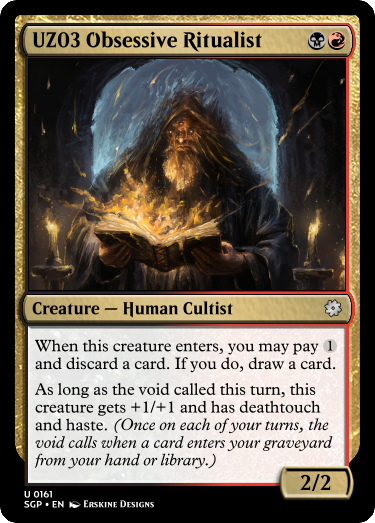 UZ03 Obsessive Ritualist
Creature — Human Cultist
When this creature enters, you may pay 1
and discard a card. If you do, draw a card.
As long as the void called this turn, this
creature gets +1/+1 and has deathtouch
and haste. (Once on each of your turns, the
void calls when a card enters your graveyard
from your hand or library.)
2/2
U 0161
SGP • EN Erskine Designs